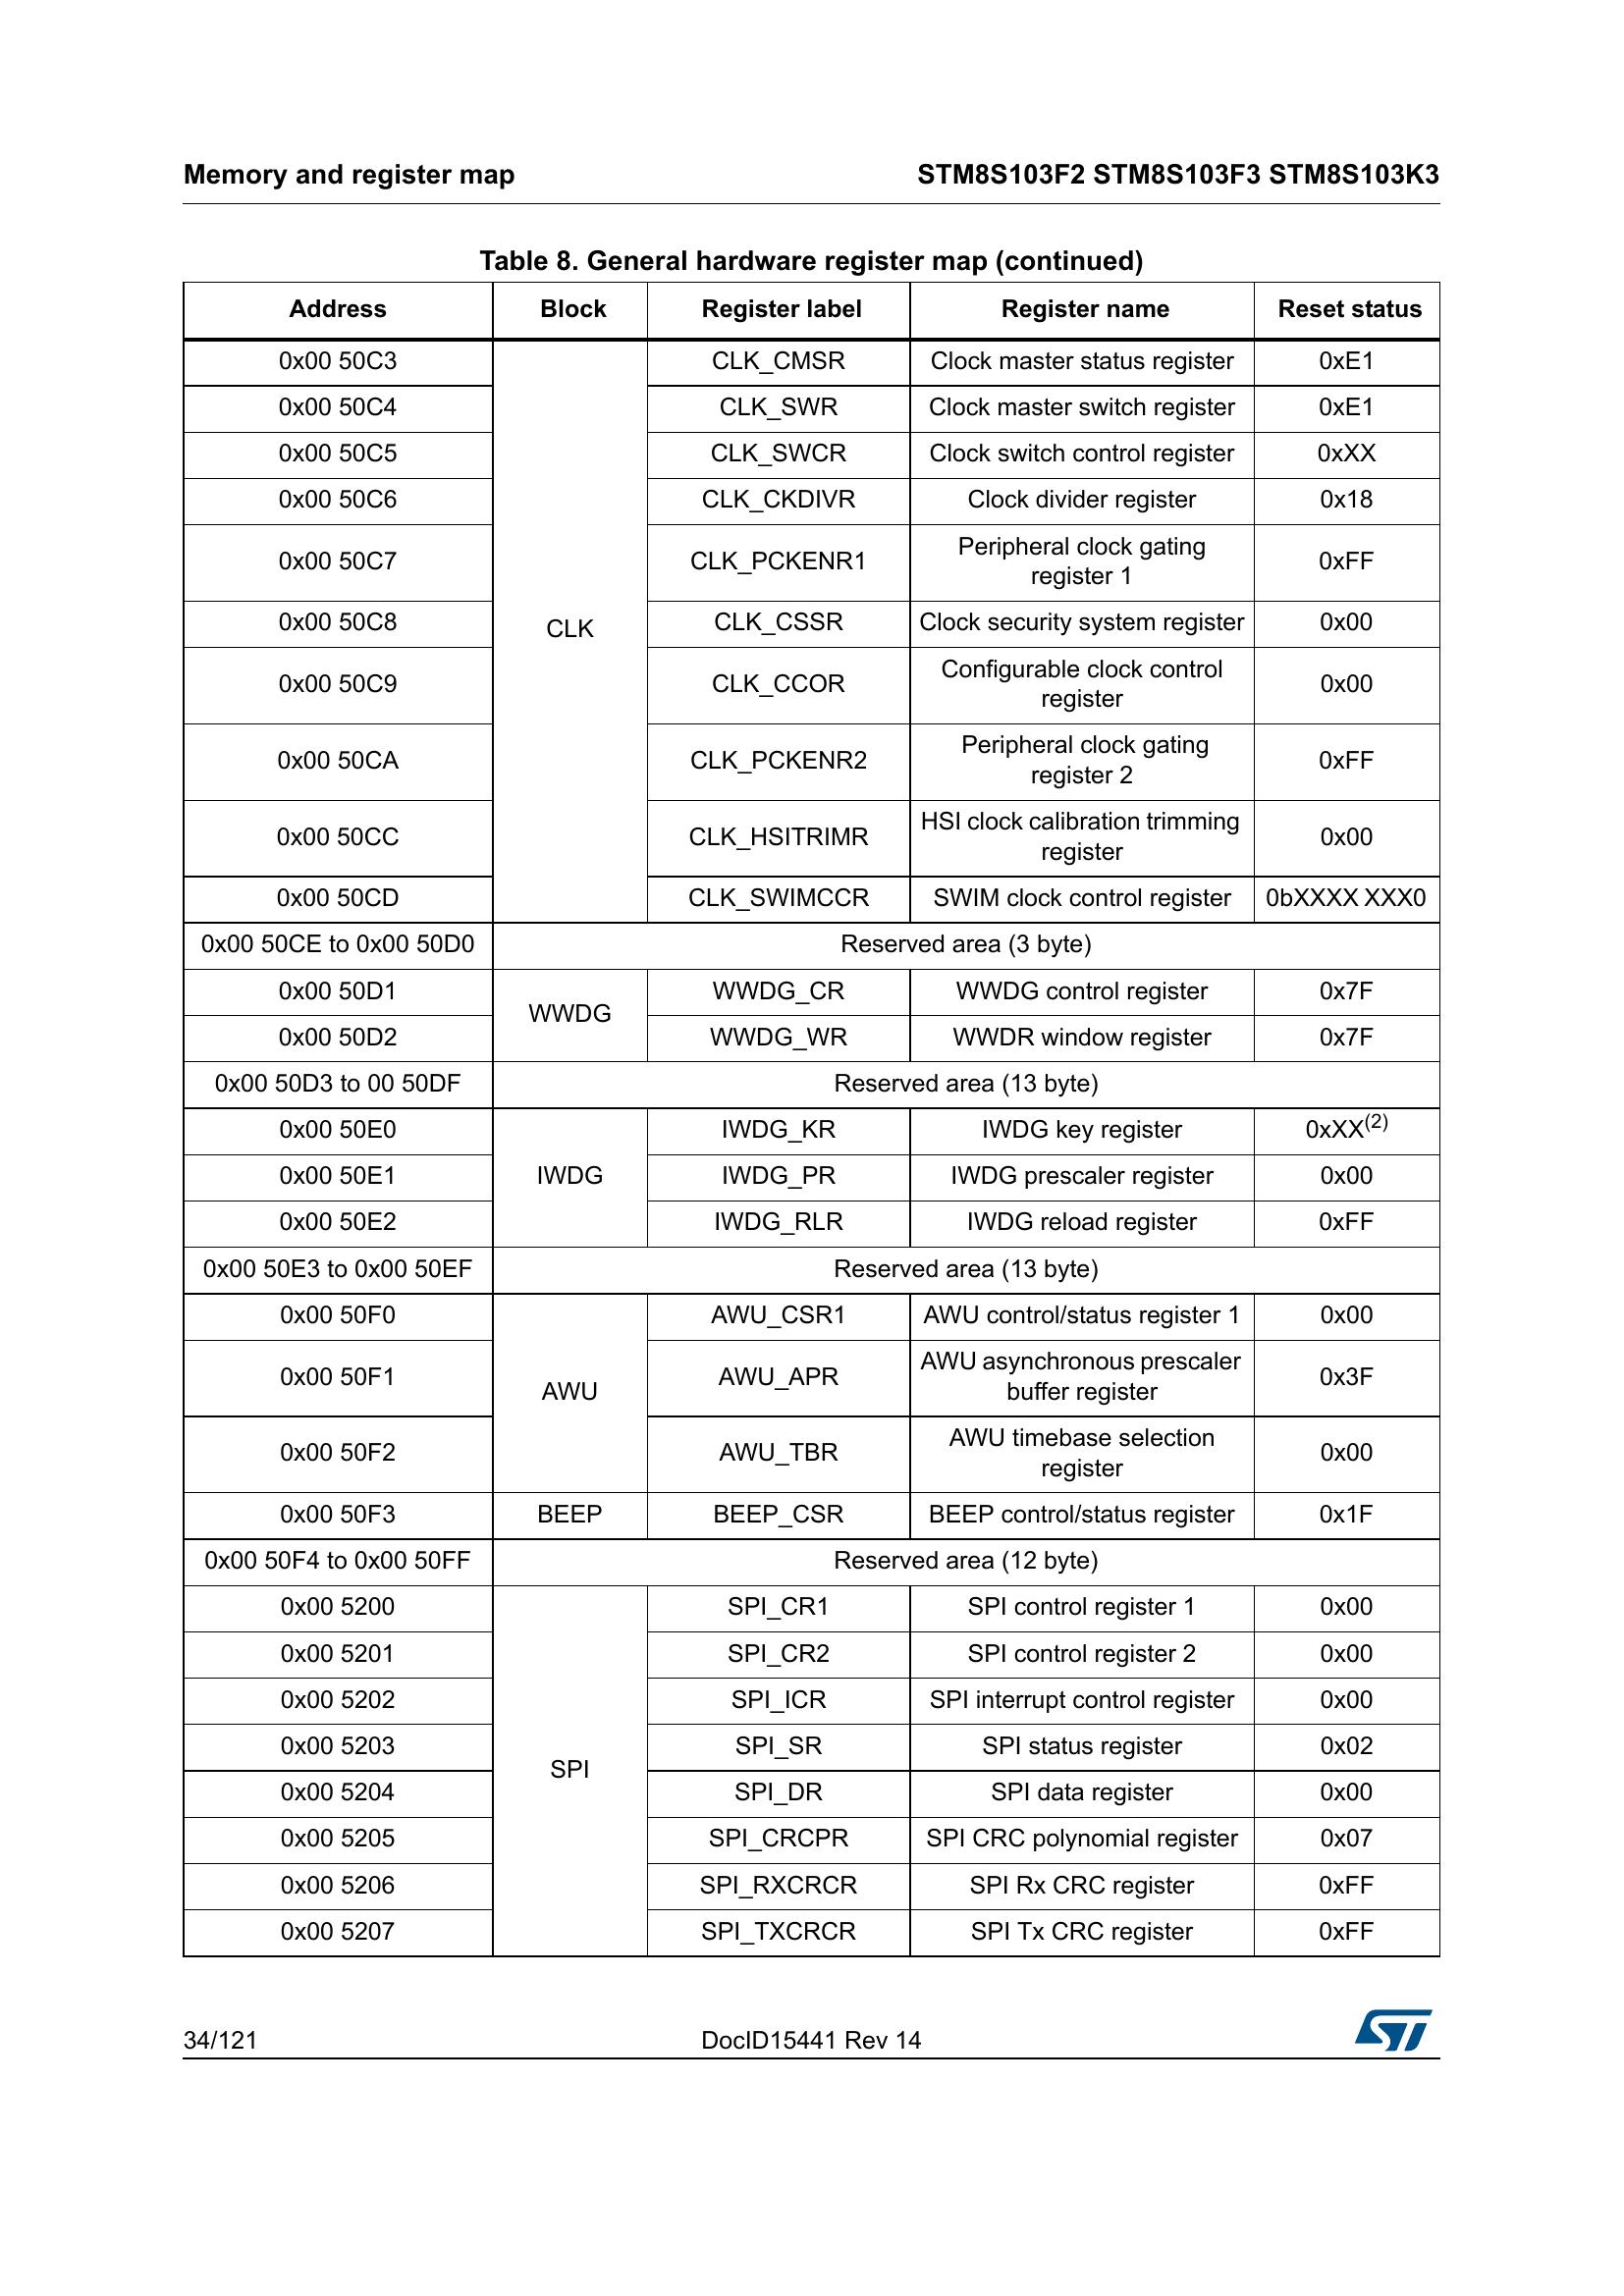 Memory and register map STM8S103F2 STM8S103F3 STM8S103K3
Table 8. General hardware register map (continued)
Address Block Register label Register name Reset status
0x00 50C3 CLK_CMSR Clock master status register 0xE1
0x00 50C4 CLK_SWR Clock master switch register 0xE1
0x00 50C5 CLK_SWCR Clock switch control register 0xXX
0x00 50C6 CLK_CKDIVR Clock divider register 0x18
0x00 50C7 CLK_PCKENR1 Peripheral clock gating
register 1 0xFF
CLK
0x00 50C8 CLK_CSSR Clock security system register 0x00
0x00 50C9 CLK_CCOR Configurable clock control
register 0x00
0x00 50CA CLK_PCKENR2 Peripheral clock gating
register 2 0xFF
0x00 50CC CLK_HSITRIMR HSI clock calibration trimming
register 0x00
0x00 50CD CLK_SWIMCCR SWIM clock control register 0bXXXX XXX0
0x00 50CE to 0x00 50D0 Reserved area (3 byte)
0x00 50D1 WWDG WWDG_CR WWDG control register 0x7F
0x00 50D2 WWDG_WR WWDR window register 0x7F
0x00 50D3 to 00 50DF Reserved area (13 byte)
0x00 50E0 IWDG_KR IWDG key register 0xXX(2)
0x00 50E1 IWDG IWDG_PR IWDG prescaler register 0x00
0x00 50E2 IWDG_RLR IWDG reload register 0xFF
0x00 50E3 to 0x00 50EF Reserved area (13 byte)
0x00 50F0 AWU_CSR1 AWU control/status register 1 0x00
0x00 50F1 AWU AWU_APR AWU asynchronous prescaler
buffer register 0x3F
0x00 50F2 AWU_TBR AWU timebase selection
register 0x00
0x00 50F3 BEEP BEEP_CSR BEEP control/status register 0x1F
0x00 50F4 to 0x00 50FF Reserved area (12 byte)
0x00 5200 SPI_CR1 SPI control register 1 0x00
0x00 5201 SPI_CR2 SPI control register 2 0x00
0x00 5202 SPI_ICR SPI interrupt control register 0x00
0x00 5203 SPI_SR SPI status register 0x02
SPI
0x00 5204 SPI_DR SPI data register 0x00
0x00 5205 SPI_CRCPR SPI CRC polynomial register 0x07
0x00 5206 SPI_RXCRCR SPI Rx CRC register 0xFF
0x00 5207 SPI_TXCRCR SPI Tx CRC register 0xFF
34/121 DocID15441 Rev 14 ST